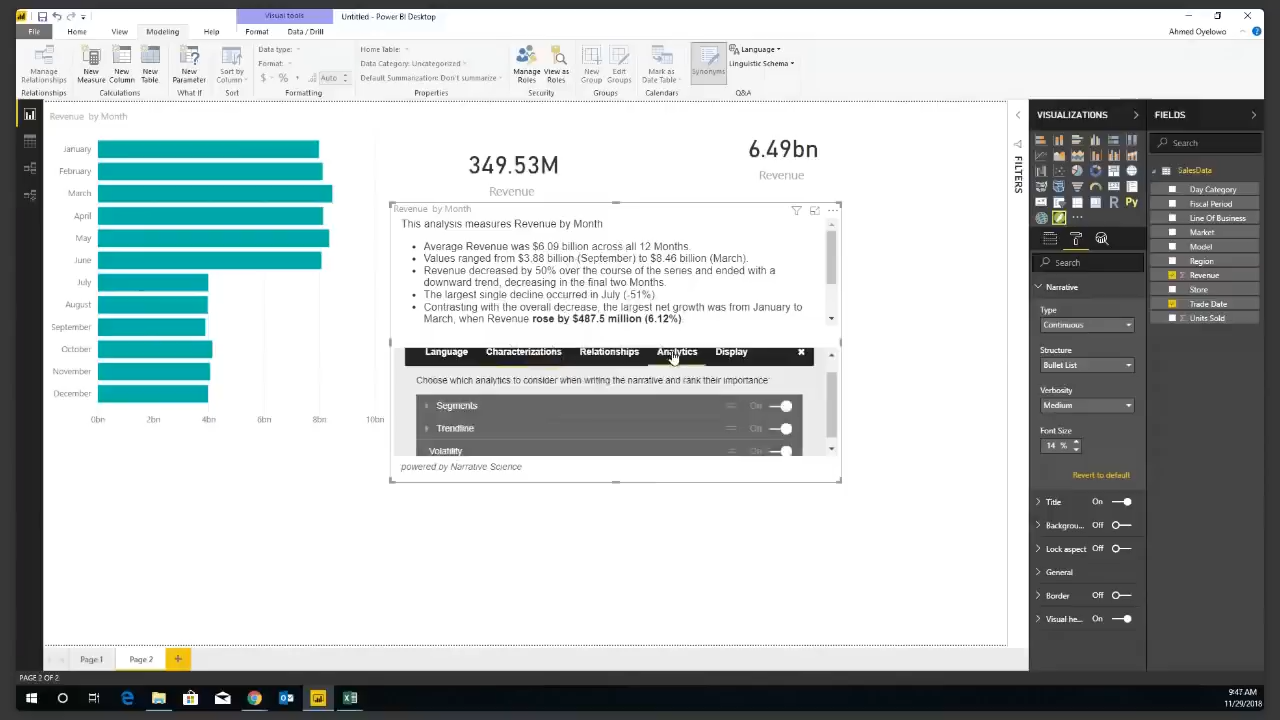 Visual tools
Untitled - Power BI Desktop
File
Home
View
Modeling
Help
Format
Data / Drill
Ahmed Oyelowo
Manage Relationships
New Measure
New Column
New Table
New Parameter
Sort by Column
Data type:
Format:
$ % , Auto
Home Table:
Data Category: Uncategorized
Default Summarization: Don't summarize
Manage Roles
View as Roles
New Group
Edit Groups
Mark as Date Table
Synonyms
Language
Linguistic Schema
Relationships
Calculations
What If
Sort
Formatting
Properties
Security
Groups
Calendars
Q&A
Revenue by Month
January
February
March
April
May
June
July
August
September
October
November
December
0bn
2bn
4bn
6bn
8bn
10bn
349.53M
Revenue
6.49bn
Revenue
Revenue by Month
This analysis measures Revenue by Month
• Average Revenue was $6.09 billion across all 12 Months.
• Values ranged from $3.88 billion (September) to $8.46 billion (March).
• Revenue decreased by 50% over the course of the series and ended with a
downward trend, decreasing in the final two Months.
• The largest single decline occurred in July (-51%)
• Contrasting with the overall decrease, the largest net growth was from January to
March, when Revenue rose by $487.5 million (6.12%).
Language
Characterizations
Relationships
Analytics
Display
×
Choose which analytics to consider when writing the narrative and rank their importance
Segments
On
Trendline
On
Volatility
On
powered by Narrative Science
FILTERS
VISUALIZATIONS
R
Py
Search
Narrative
Type
Continuous
Structure
Bullet List
Verbosity
Medium
Font Size
14 %
Revert to default
Title
On
Backgrou...
Off
Lock aspect
Off
General
Border
Off
Visual he...
On
FIELDS
Search
SalesData
Day Category
Fiscal Period
Line Of Business
Market
Model
Region
Σ Revenue
Store
Trade Date
Σ Units Sold
Page 1
Page 2
+
PAGE 2 OF 2
9:47 AM
11/29/2018